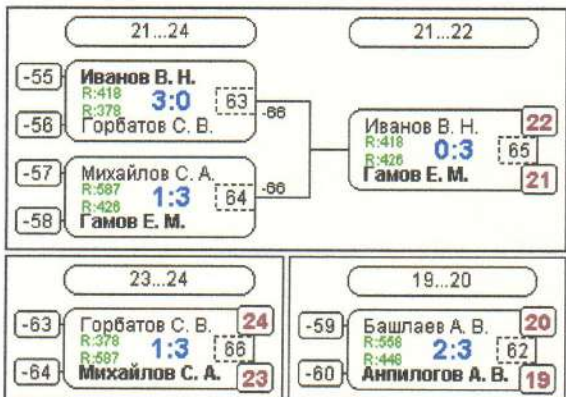 21...24
21...22
-55
Иванов В. Н.
R:418
3:0
63
R:378
-56
Горбатов С. В.
-66
-57
Михайлов С. А.
R:587
1:3
64
R:426
-58
Гамов Е. М.
-66
Иванов В. Н.
22
R:418
0:3
65
R:426
Гамов Е. М.
21
23...24
-63
Горбатов С. В.
24
R:378
1:3
66
R:587
-64
Михайлов С. А.
23
19...20
-59
Башлаев А. В.
20
R:558
2:3
62
R:448
-60
Анпилогов А. В.
19